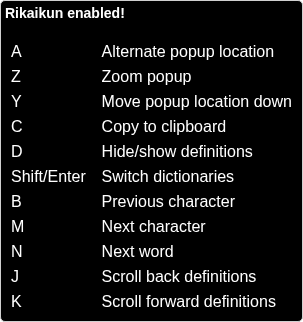 Rikaikun enabled!
A Alternate popup location
Z Zoom popup
Y Move popup location down
C Copy to clipboard
D Hide/show definitions
Shift/Enter Switch dictionaries
B Previous character
M Next character
N Next word
J Scroll back definitions
K Scroll forward definitions